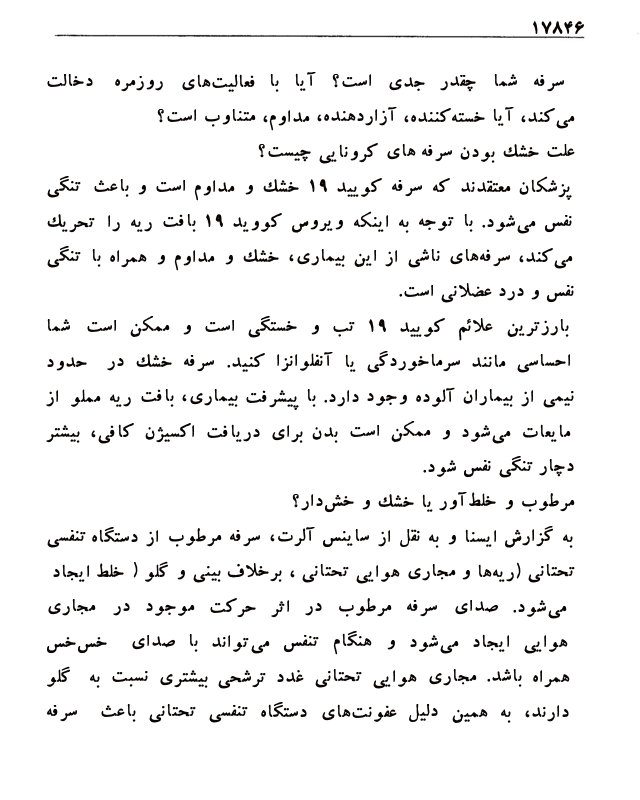 ۱۷۸۴۶
سرفه شما چقدر جدی است؟ آیا با فعالیت‌های روزمره دخالت
می‌کند، آیا خسته‌کننده، آزاردهنده، مداوم، متناوب است؟
علت خشك بودن سرفه های کرونایی چیست؟
پزشکان معتقدند که سرفه کویید ۱۹ خشك و مداوم است و باعث تنگی
نفس می‌شود. با توجه به اینکه ویروس کووید ۱۹ بافت ریه را تحریك
می‌کند، سرفه‌های ناشی از این بیماری، خشك و مداوم و همراه با تنگی
نفس و درد عضلانی است.
بارزترین علائم کویید ۱۹ تب و خستگی است و ممکن است شما
احساسی مانند سرماخوردگی یا آنفلوانزا کنید. سرفه خشك در حدود
نیمی از بیماران آلوده وجود دارد. با پیشرفت بیماری، بافت ریه مملو از
مایعات می‌شود و ممکن است بدن برای دریافت اکسیژن کافی، بیشتر
دچار تنگی نفس شود.
مرطوب و خلط‌آور یا خشك و خش‌دار؟
به گزارش ایسنا و به نقل از ساینس آلرت، سرفه مرطوب از دستگاه تنفسی
تحتانی (ریه‌ها و مجاری هوایی تحتانی ، برخلاف بینی و گلو ( خلط ایجاد
می‌شود. صدای سرفه مرطوب در اثر حرکت موجود در مجاری
هوایی ایجاد می‌شود و هنگام تنفس می‌تواند با صدای خس‌خس
همراه باشد. مجاری هوایی تحتانی غدد ترشحی بیشتری نسبت به گلو
دارند، به همین دلیل عفونت‌های دستگاه تنفسی تحتانی باعث سرفه